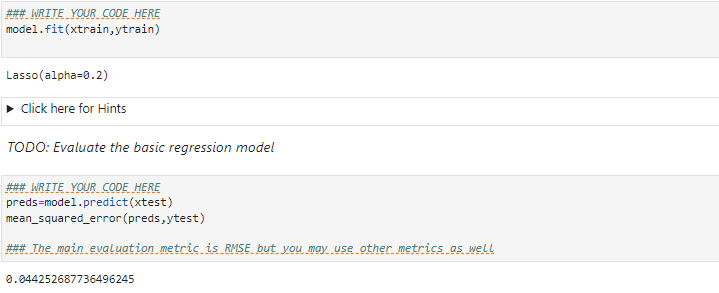 ### WRITE YOUR CODE HERE
model.fit(xtrain,ytrain)
Lasso(alpha=0.2)
▶ Click here for Hints
TODO: Evaluate the basic regression model
### WRITE YOUR CODE HERE
preds=model.predict(xtest)
mean_squared_error(preds,ytest)
### The main evaluation metric is RMSE but you may use other metrics as well
0.044252687736496245